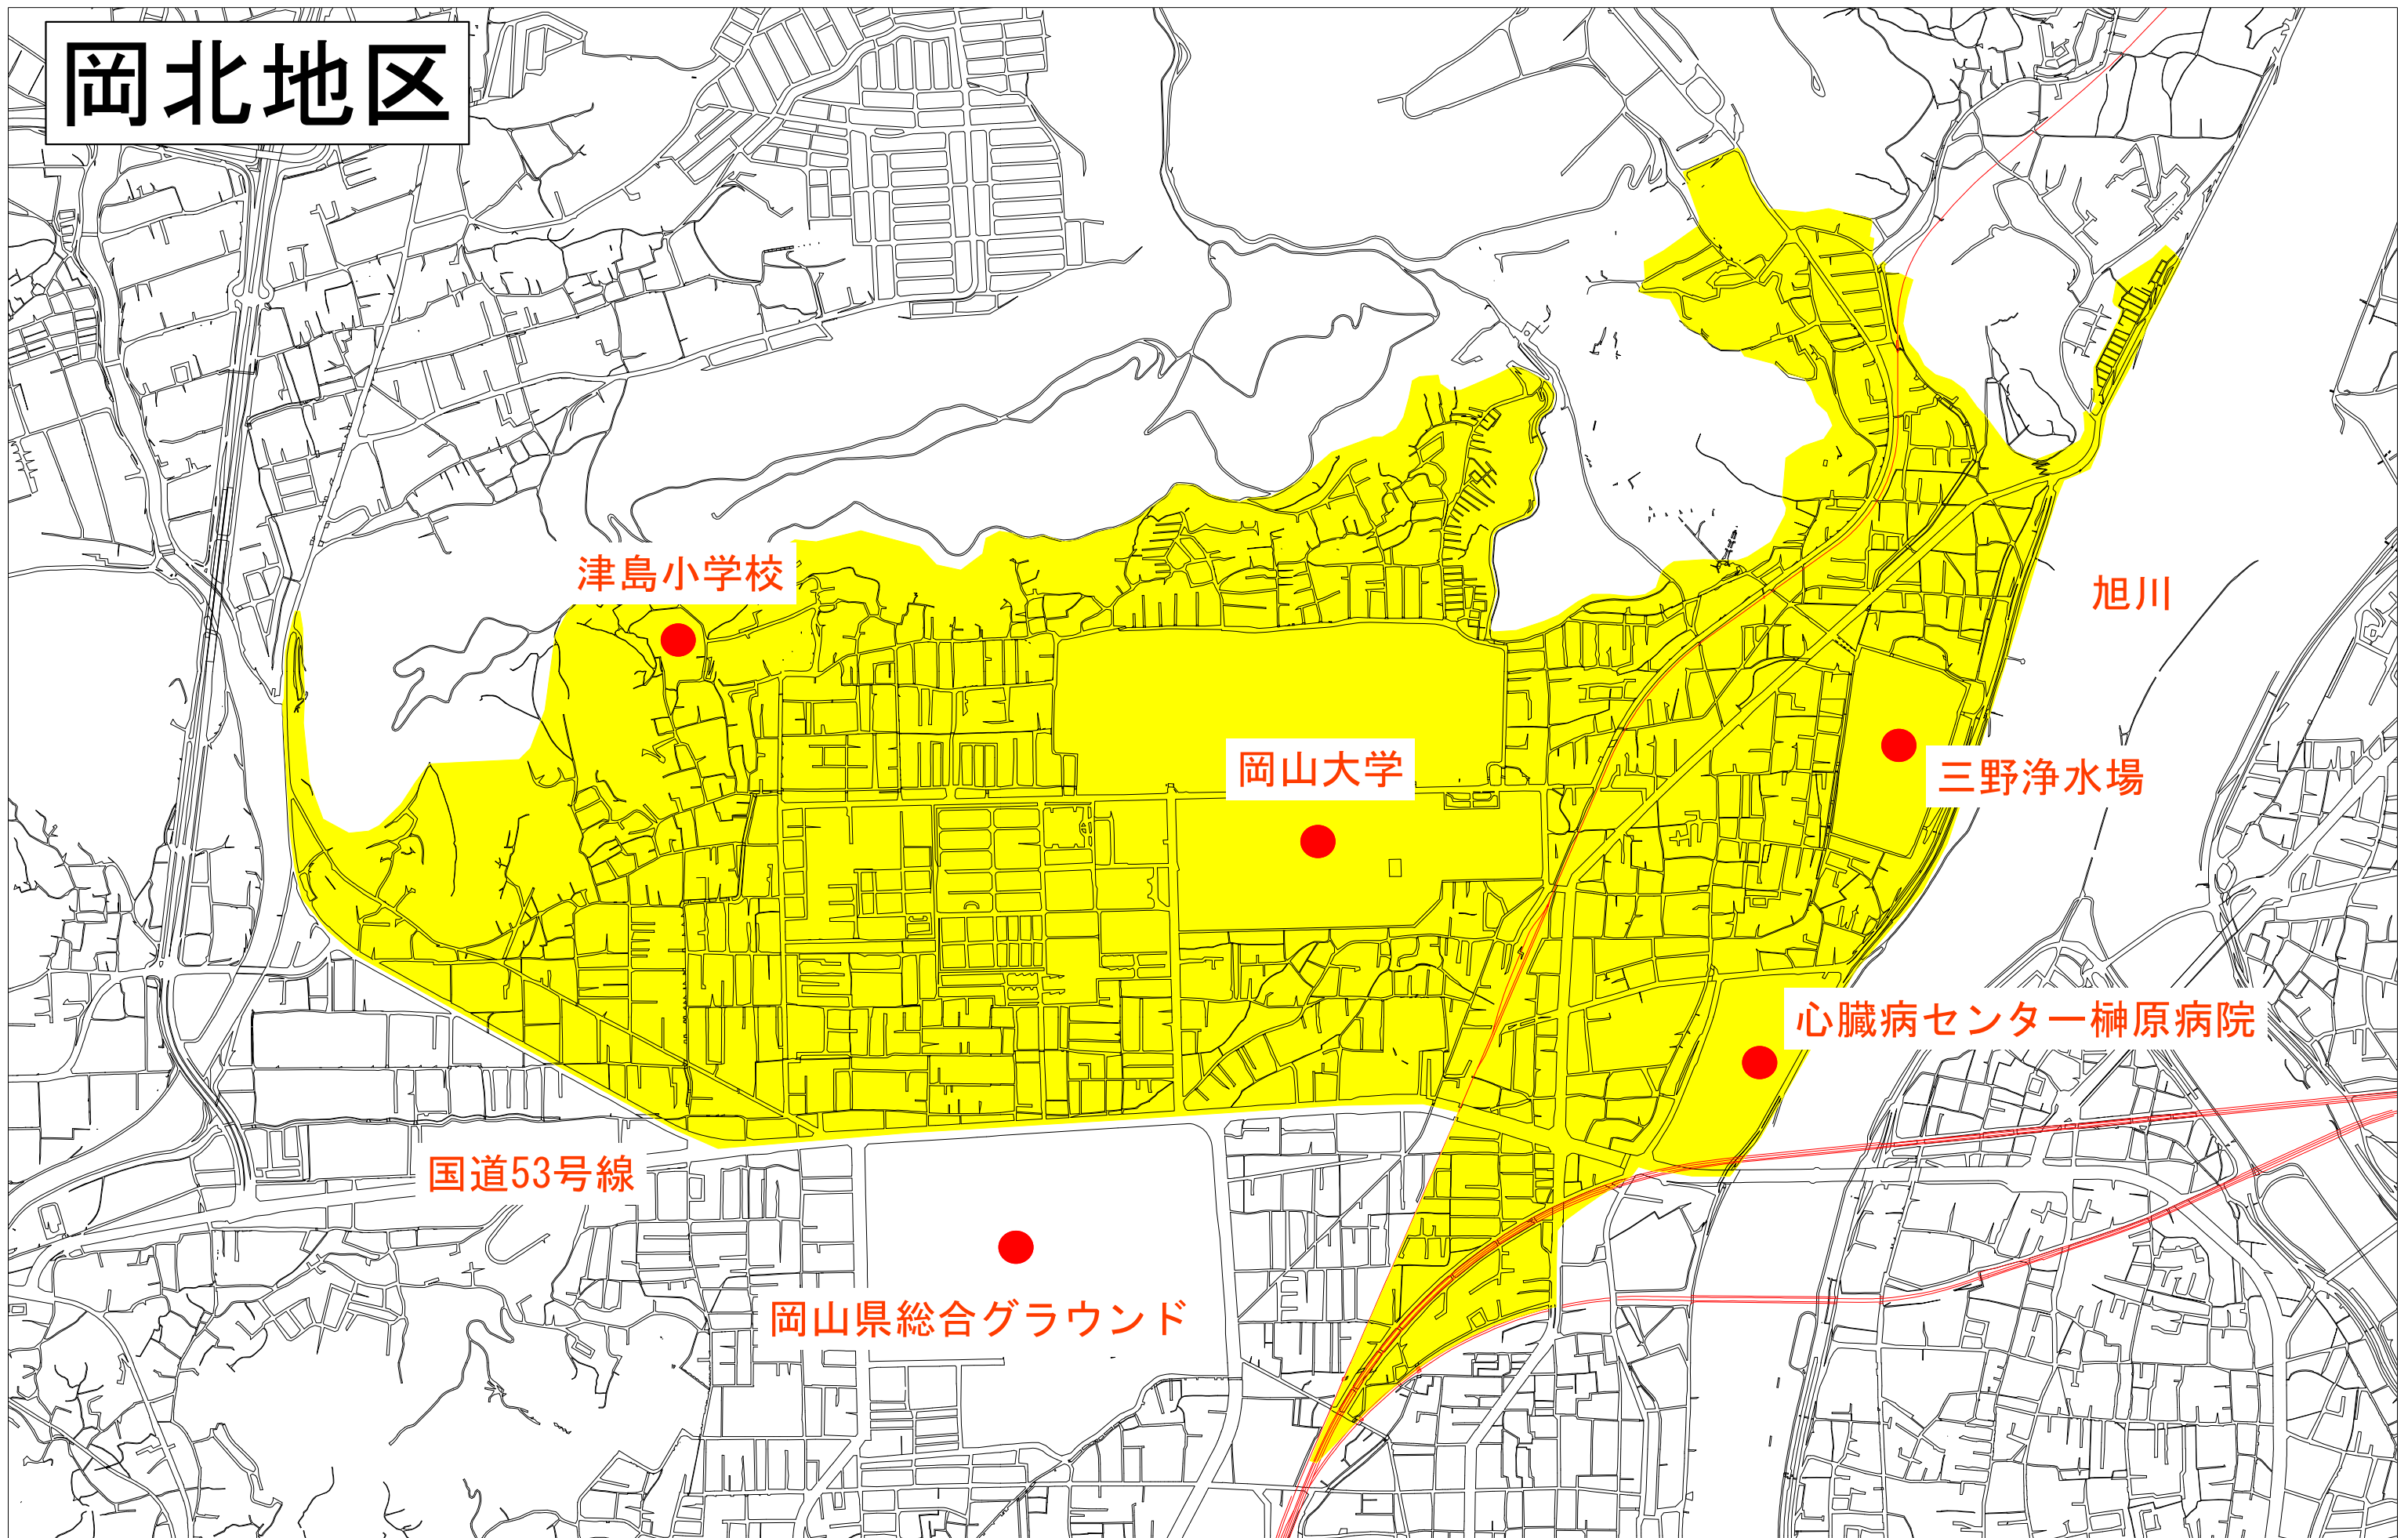 岡北地区
津島小学校
旭川
岡山大学
三野浄水場
心臓病センター榊原病院
国道53号線
岡山県総合グラウンド